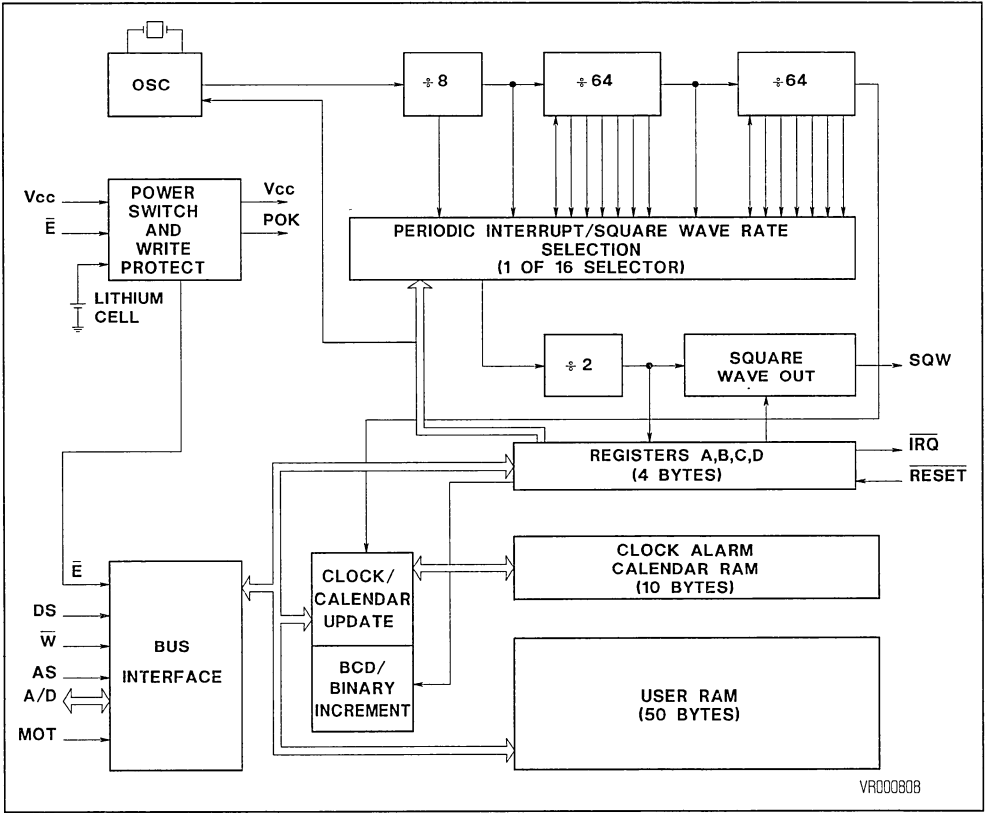 OSC
÷8
÷64
÷64
Vcc
E̅
POWER
SWITCH
AND
WRITE
PROTECT
Vcc
POK
LITHIUM
CELL
PERIODIC INTERRUPT/SQUARE WAVE RATE
SELECTION
(1 OF 16 SELECTOR)
÷ 2
SQUARE
WAVE OUT
SQW
REGISTERS A,B,C,D
(4 BYTES)
I̅R̅Q̅
R̅E̅S̅E̅T̅
E̅
DS
W̅
AS
A/D
MOT
BUS
INTERFACE
CLOCK/
CALENDAR
UPDATE
BCD/
BINARY
INCREMENT
CLOCK ALARM
CALENDAR RAM
(10 BYTES)
USER RAM
(50 BYTES)
VR000808